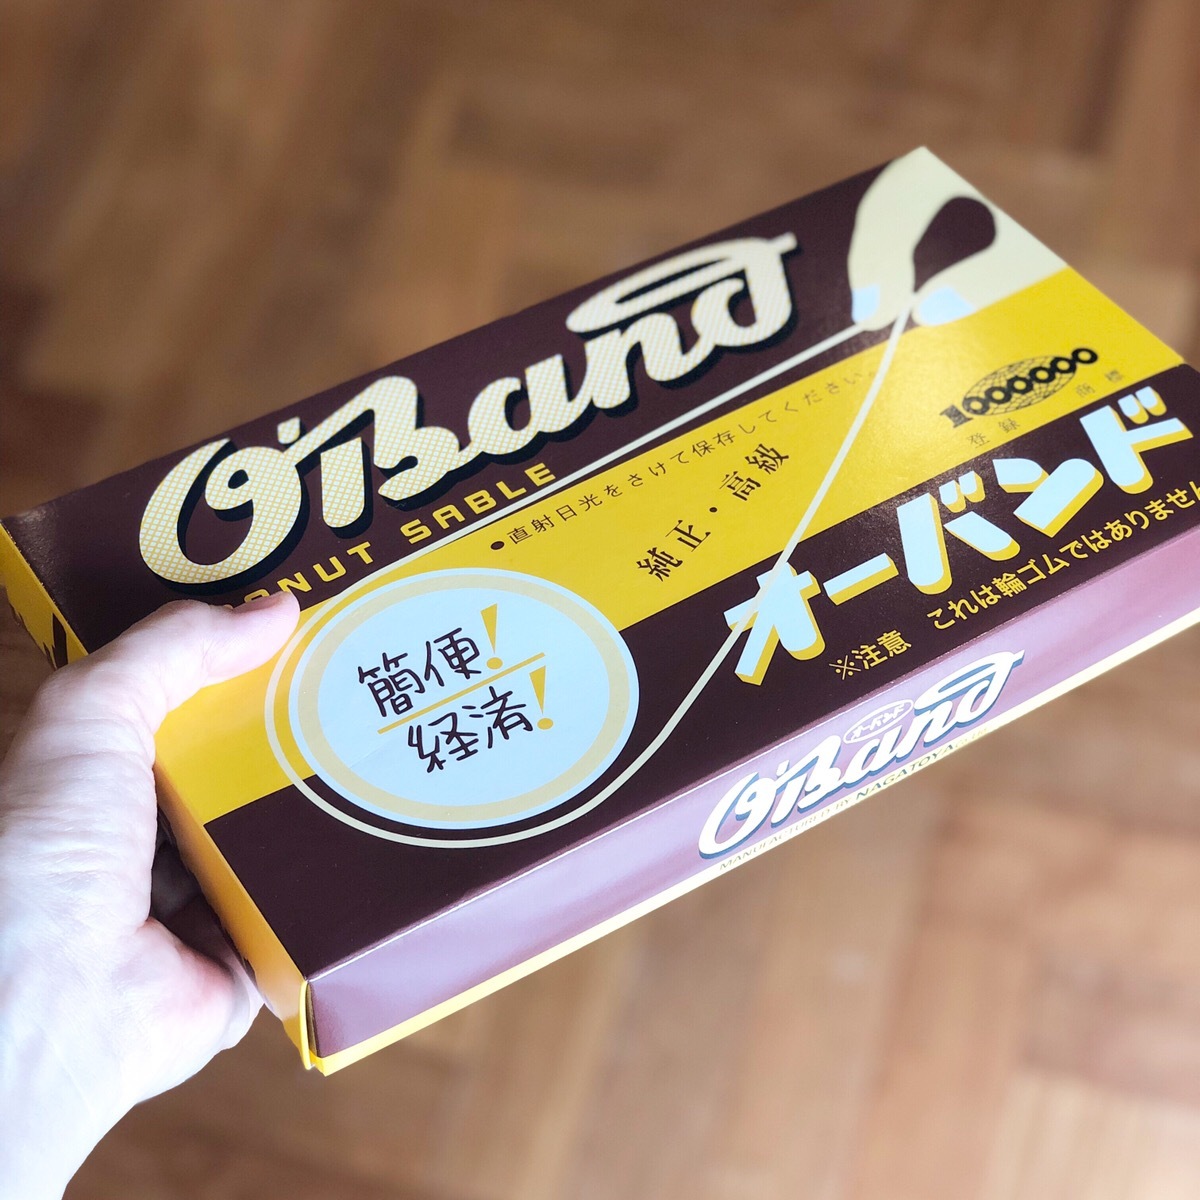 O'Band
DONUT SABLE
●直射日光をさけて保存してください。
純正・高級
1000000
登録 商標
オーバンド
※注意 これは輪ゴムではありません
簡便!
経済!
オーバンド
O'Band
MANUFACTURED BY NAGATOYA